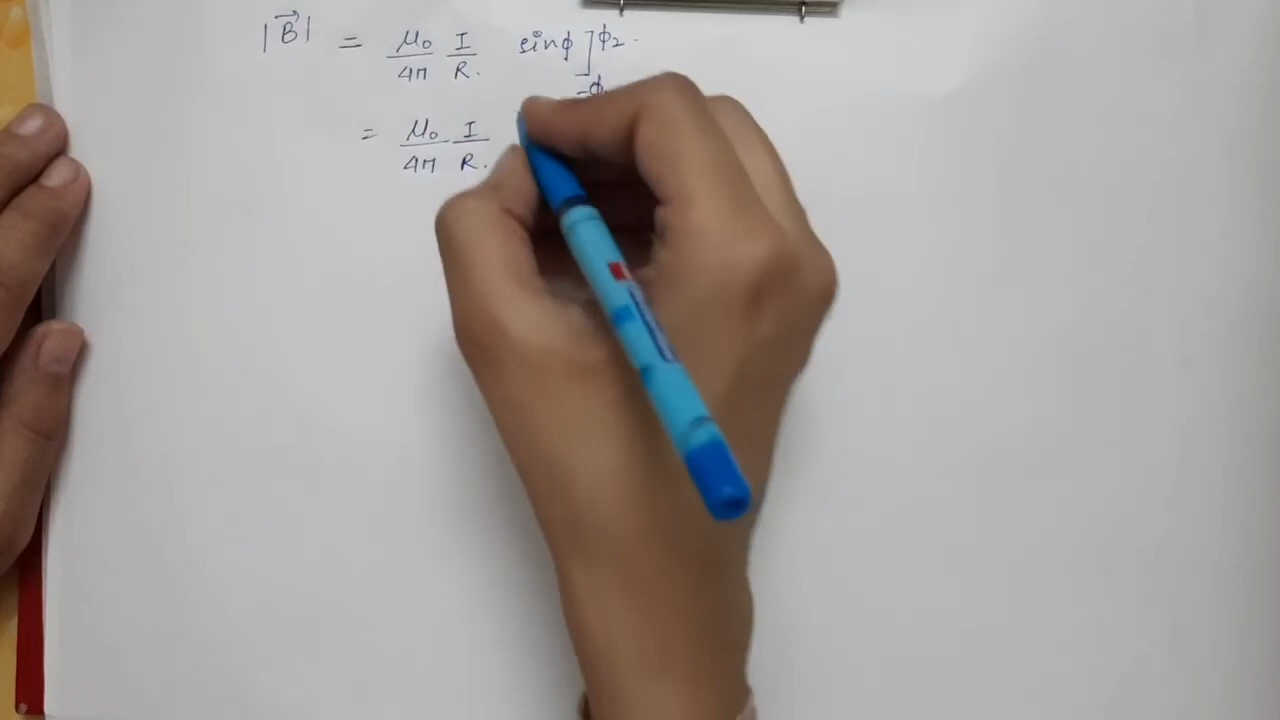 |B⃗| = μ₀/4π I/R. sinϕ]ϕ₂.
-ϕ
= μ₀/4π I/R.